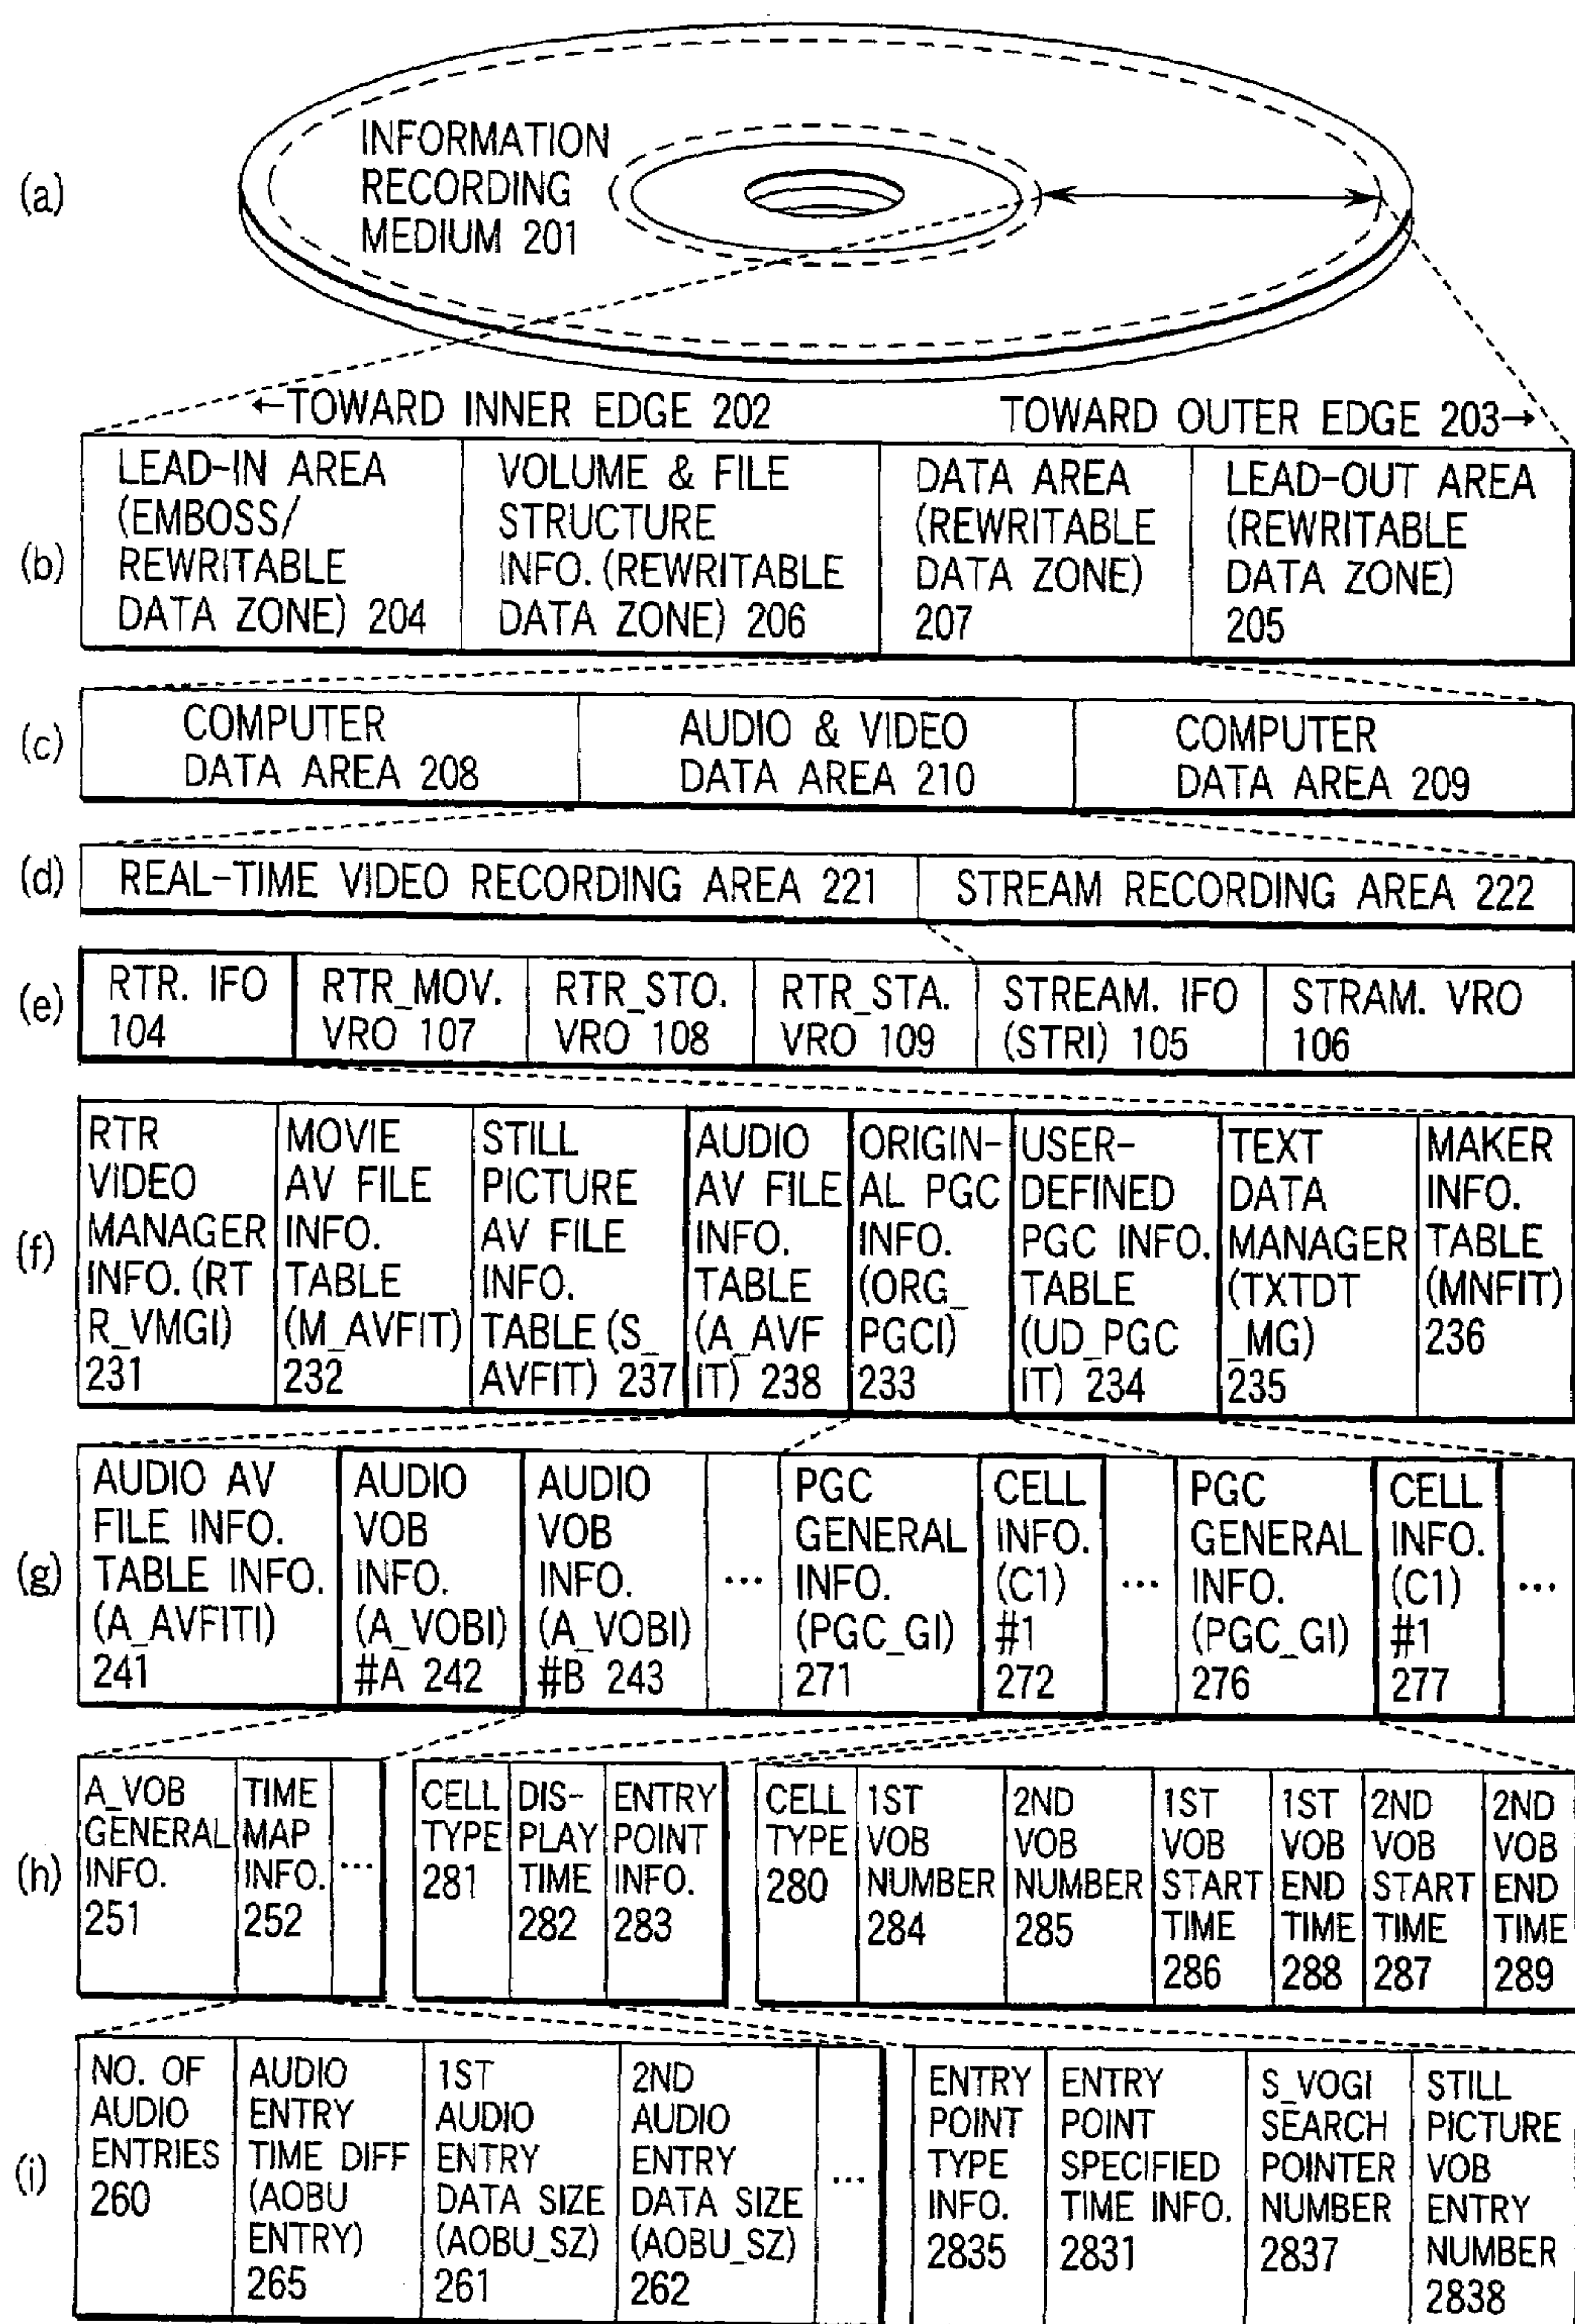 (a)
INFORMATION
RECORDING
MEDIUM 201
←TOWARD INNER EDGE 202
TOWARD OUTER EDGE 203→
(b)
LEAD-IN AREA
(EMBOSS/
REWRITABLE
DATA ZONE) 204
VOLUME & FILE
STRUCTURE
INFO. (REWRITABLE
DATA ZONE) 206
DATA AREA
(REWRITABLE
DATA ZONE)
207
LEAD-OUT AREA
(REWRITABLE
DATA ZONE)
205
(c)
COMPUTER
DATA AREA 208
AUDIO & VIDEO
DATA AREA 210
COMPUTER
DATA AREA 209
(d)
REAL-TIME VIDEO RECORDING AREA 221
STREAM RECORDING AREA 222
(e)
RTR. IFO
104
RTR_MOV.
VRO 107
RTR_STO.
VRO 108
RTR_STA.
VRO 109
STREAM. IFO
(STRI) 105
STRAM. VRO
106
(f)
RTR
VIDEO
MANAGER
INFO. (RT
R_VMGI)
231
MOVIE
AV FILE
INFO.
TABLE
(M_AVFIT)
232
STILL
PICTURE
AV FILE
INFO.
TABLE (S_
AVFIT) 237
AUDIO
AV FILE
INFO.
TABLE
(A_AVF
IT) 238
ORIGIN-
AL PGC
INFO.
(ORG_
PGCI)
233
USER-
DEFINED
PGC INFO.
TABLE
(UD_PGC
IT) 234
TEXT
DATA
MANAGER
(TXTDT
_MG)
235
MAKER
INFO.
TABLE
(MNFIT)
236
(g)
AUDIO AV
FILE INFO.
TABLE INFO.
(A_AVFITI)
241
AUDIO
VOB
INFO.
(A_VOBI)
#A 242
AUDIO
VOB
INFO.
(A_VOBI)
#B 243
...
PGC
GENERAL
INFO.
(PGC_GI)
271
CELL
INFO.
(C1)
#1
272
...
PGC
GENERAL
INFO.
(PGC_GI)
276
CELL
INFO.
(C1)
#1
277
...
(h)
A_VOB
GENERAL
INFO.
251
TIME
MAP
INFO.
252
...
CELL
TYPE
281
DIS-
PLAY
TIME
282
ENTRY
POINT
INFO.
283
CELL
TYPE
280
1ST
VOB
NUMBER
284
2ND
VOB
NUMBER
285
1ST
VOB
START
TIME
286
1ST
VOB
END
TIME
288
2ND
VOB
START
TIME
287
2ND
VOB
END
TIME
289
(i)
NO. OF
AUDIO
ENTRIES
260
AUDIO
ENTRY
TIME DIFF
(AOBU
ENTRY)
265
1ST
AUDIO
ENTRY
DATA SIZE
(AOBU_SZ)
261
2ND
AUDIO
ENTRY
DATA SIZE
(AOBU_SZ)
262
...
ENTRY
POINT
TYPE
INFO.
2835
ENTRY
POINT
SPECIFIED
TIME INFO.
2831
S_VOGI
SEARCH
POINTER
NUMBER
2837
STILL
PICTURE
VOB
ENTRY
NUMBER
2838